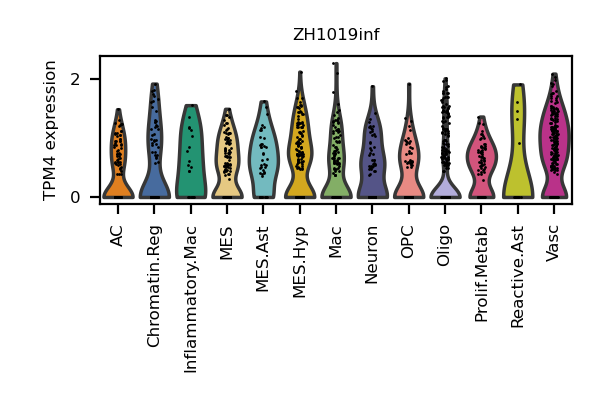 ZH1019inf
TPM4 expression
2
0
AC
Chromatin.Reg
Inflammatory.Mac
MES
MES.Ast
MES.Hyp
Mac
Neuron
OPC
Oligo
Prolif.Metab
Reactive.Ast
Vasc